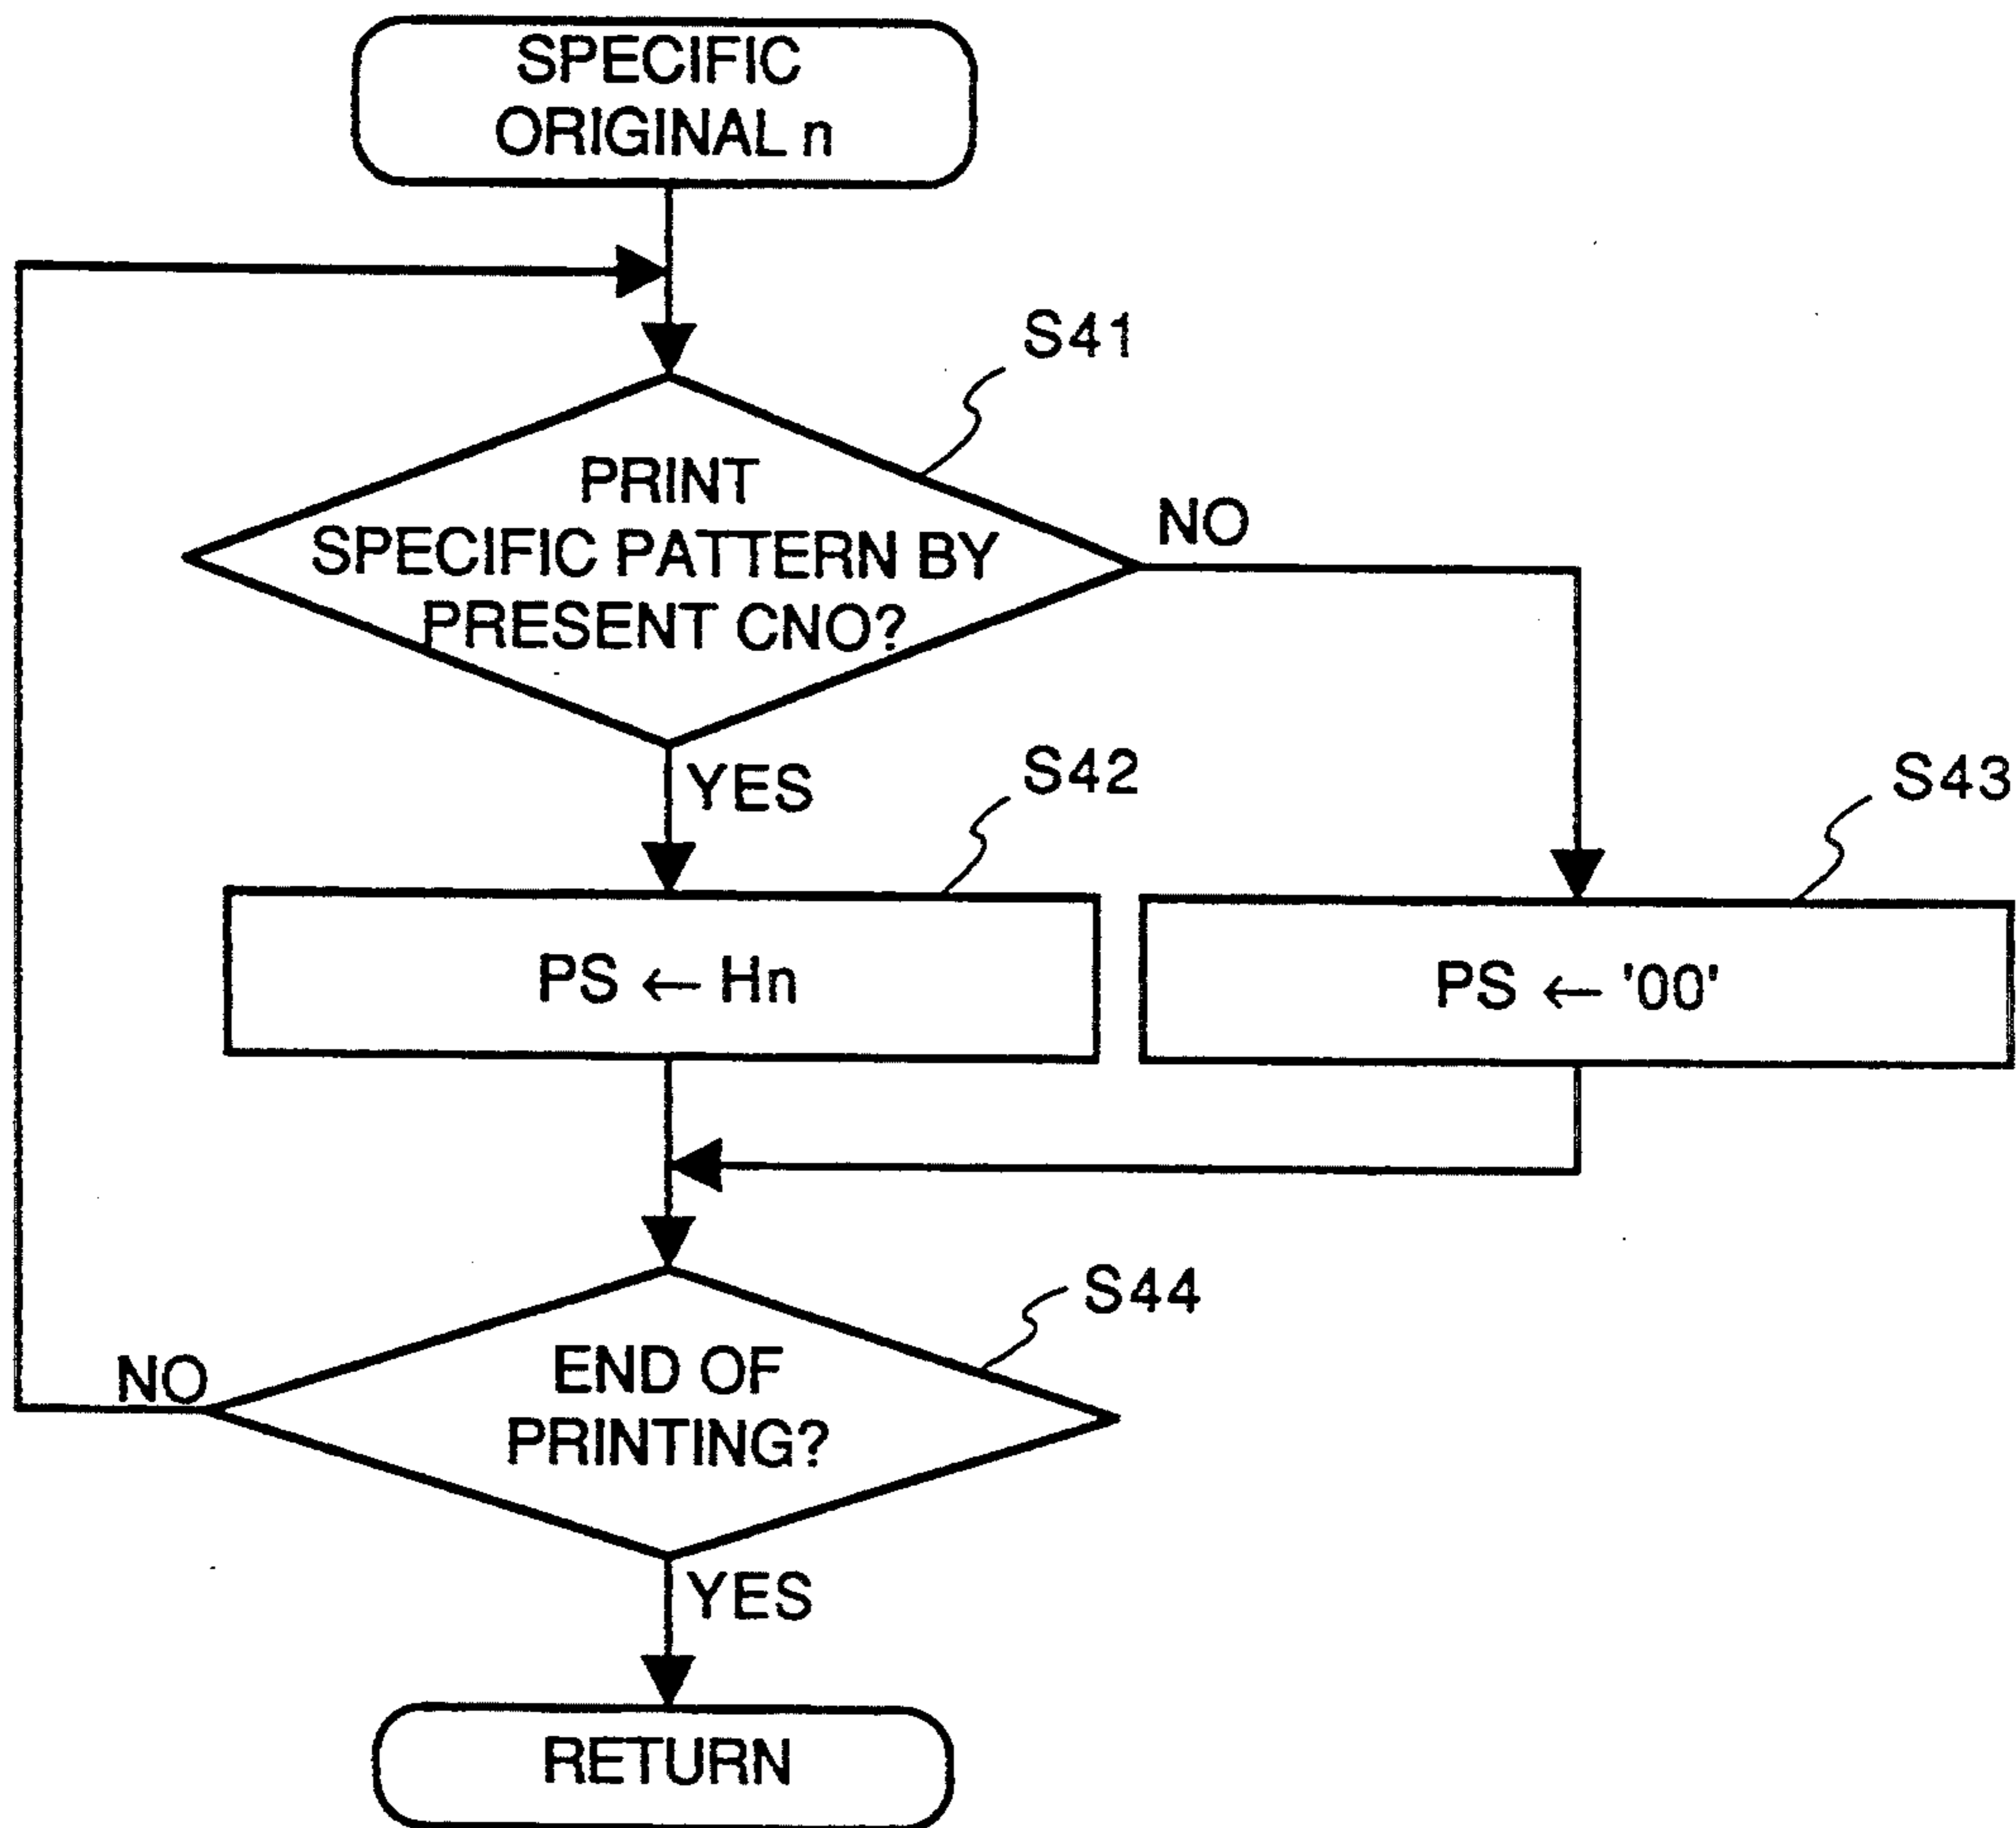 SPECIFIC
ORIGINAL n
S41
PRINT
SPECIFIC PATTERN BY
PRESENT CNO?
NO
YES
S42
S43
PS ← Hn
PS ← '00'
S44
END OF
PRINTING?
NO
YES
RETURN